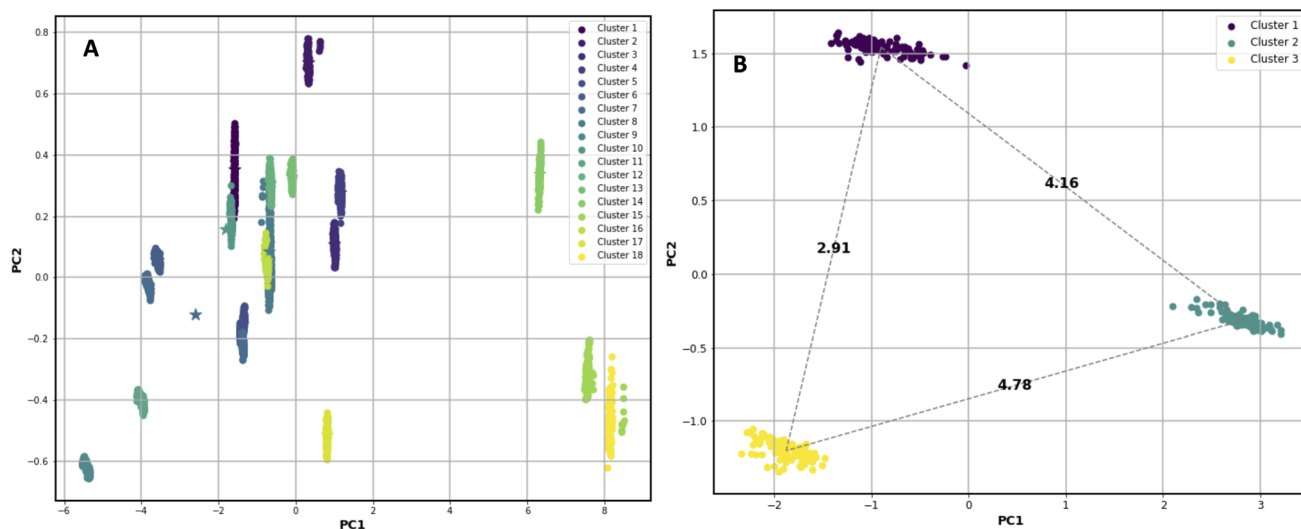 A
Cluster 1
Cluster 2
Cluster 3
Cluster 4
Cluster 5
Cluster 6
Cluster 7
Cluster 8
Cluster 9
Cluster 10
Cluster 11
Cluster 12
Cluster 13
Cluster 14
Cluster 15
Cluster 16
Cluster 17
Cluster 18
PC2
0.8
0.6
0.4
0.2
0.0
−0.2
−0.4
−0.6
−6 −4 −2 0 2 4 6 8
PC1
B
Cluster 1
Cluster 2
Cluster 3
PC2
1.5
1.0
0.5
0.0
−0.5
−1.0
4.16
2.91
4.78
−2 −1 0 1 2 3
PC1